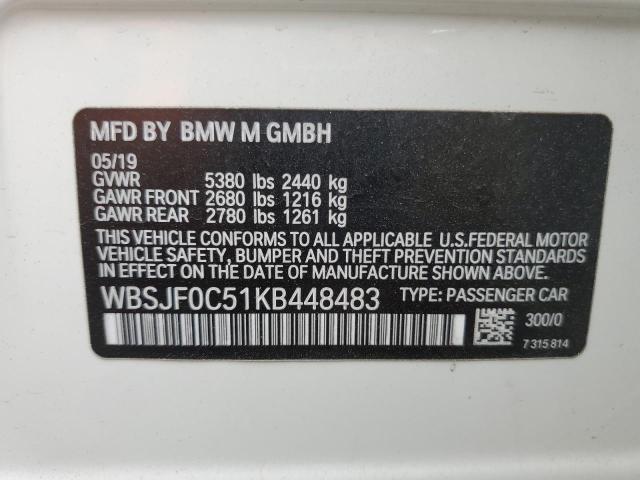 MFD BY BMW M GMBH
05/19
GVWR 5380 lbs 2440 kg
GAWR FRONT 2680 lbs 1216 kg
GAWR REAR 2780 lbs 1261 kg
THIS VEHICLE CONFORMS TO ALL APPLICABLE U.S.FEDERAL MOTOR
VEHICLE SAFETY, BUMPER AND THEFT PREVENTION STANDARDS
IN EFFECT ON THE DATE OF MANUFACTURE SHOWN ABOVE.
WBSJF0C51KB448483 TYPE: PASSENGER CAR
300/0
7 315 814